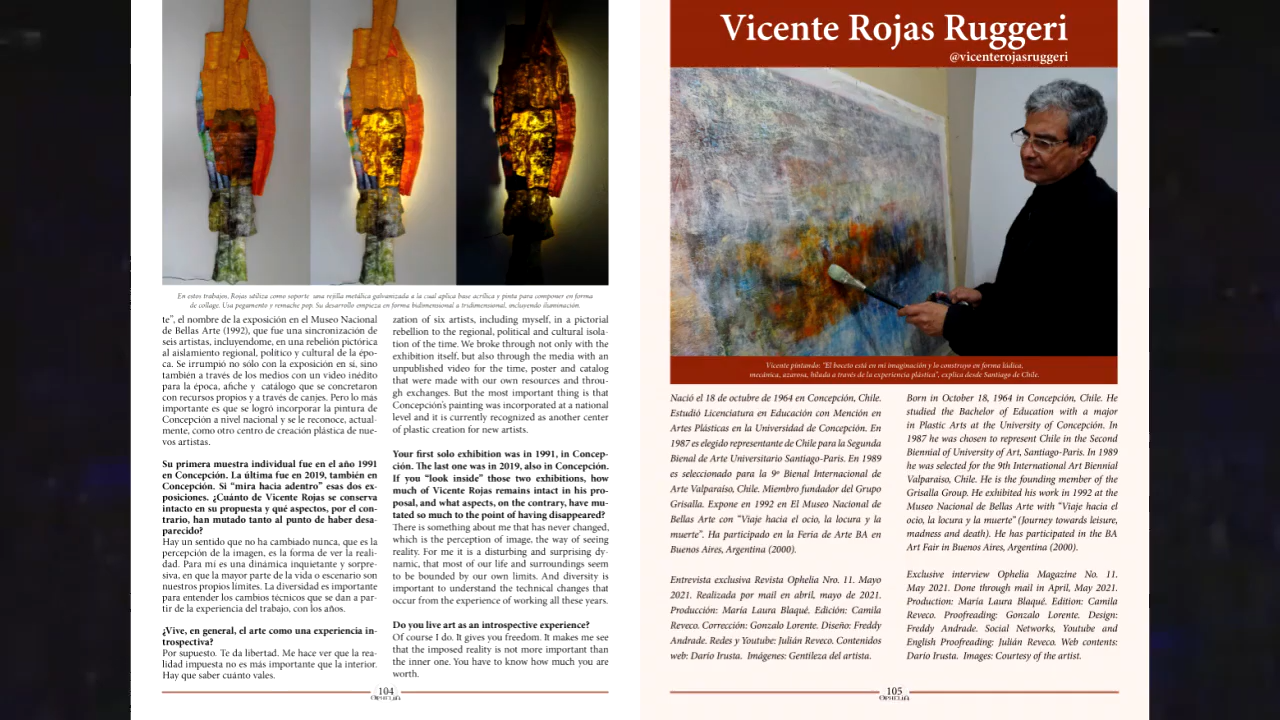 En estos trabajos, Rojas utiliza como soporte una rejilla metálica galvanizada a la cual aplica base acrílica y pinta para componer en forma
de collage. Usa pegamento y remache pop. Su desarrollo empieza en forma bidimensional a tridimensional, incluyendo iluminación.
te", el nombre de la exposición en el Museo Nacional
de Bellas Arte (1992), que fue una sincronización de
seis artistas, incluyendome, en una rebelión pictórica
al aislamiento regional, político y cultural de la épo-
ca. Se irrumpió no sólo con la exposición en sí, sino
también a través de los medios con un video inédito
para la época, afiche y catálogo que se concretaron
con recursos propios y a través de canjes. Pero lo más
importante es que se logró incorporar la pintura de
Concepción a nivel nacional y se le reconoce, actual-
mente, como otro centro de creación plástica de nue-
vos artistas.
Su primera muestra individual fue en el año 1991
en Concepción. La última fue en 2019, también en
Concepción. Si "mira hacia adentro" esas dos ex-
posiciones. ¿Cuánto de Vicente Rojas se conserva
intacto en su propuesta y qué aspectos, por el con-
trario, han mutado tanto al punto de haber desa-
parecido?
Hay un sentido que no ha cambiado nunca, que es la
percepción de la imagen, es la forma de ver la reali-
dad. Para mi es una dinámica inquietante y sorpre-
siva, en que la mayor parte de la vida o escenario son
nuestros propios límites. La diversidad es importante
para entender los cambios técnicos que se dan a par-
tir de la experiencia del trabajo, con los años.
¿Vive, en general, el arte como una experiencia in-
trospectiva?
Por supuesto. Te da libertad. Me hace ver que la rea-
lidad impuesta no es más importante que la interior.
Hay que saber cuánto vales.
zation of six artists, including myself, in a pictorial
rebellion to the regional, political and cultural isola-
tion of the time. We broke through not only with the
exhibition itself, but also through the media with an
unpublished video for the time, poster and catalog
that were made with our own resources and throu-
gh exchanges. But the most important thing is that
Concepción's painting was incorporated at a national
level and it is currently recognized as another center
of plastic creation for new artists.
Your first solo exhibition was in 1991, in Concep-
ción. The last one was in 2019, also in Concepción.
If you "look inside" those two exhibitions, how
much of Vicente Rojas remains intact in his pro-
posal, and what aspects, on the contrary, have mu-
tated so much to the point of having disappeared?
There is something about me that has never changed,
which is the perception of image, the way of seeing
reality. For me it is a disturbing and surprising dy-
namic, that most of our life and surroundings seem
to be bounded by our own limits. And diversity is
important to understand the technical changes that
occur from the experience of working all these years.
Do you live art as an introspective experience?
Of course I do. It gives you freedom. It makes me see
that the imposed reality is not more important than
the inner one. You have to know how much you are
worth.
104
OPHELIA
Vicente Rojas Ruggeri
@vicenterojasruggeri
Vicente pintando: "El boceto está en mi imaginación y lo construyo en forma lúdica,
mecánica, azarosa, hilada a través de la experiencia plástica", explica desde Santiago de Chile.
Nació el 18 de octubre de 1964 en Concepción, Chile.
Estudió Licenciatura en Educación con Mención en
Artes Plásticas en la Universidad de Concepción. En
1987 es elegido representante de Chile para la Segunda
Bienal de Arte Universitario Santiago-Paris. En 1989
es seleccionado para la 9º Bienal Internacional de
Arte Valparaíso, Chile. Miembro fundador del Grupo
Grisalla. Expone en 1992 en El Museo Nacional de
Bellas Arte con "Viaje hacia el ocio, la locura y la
muerte". Ha participado en la Feria de Arte BA en
Buenos Aires, Argentina (2000).
Entrevista exclusiva Revista Ophelia Nro. 11. Mayo
2021. Realizada por mail en abril, mayo de 2021.
Producción: María Laura Blaqué. Edición: Camila
Reveco. Corrección: Gonzalo Lorente. Diseño: Freddy
Andrade. Redes y Youtube: Julián Reveco. Contenidos
web: Darío Irusta. Imágenes: Gentileza del artista.
Born in October 18, 1964 in Concepción, Chile. He
studied the Bachelor of Education with a major
in Plastic Arts at the University of Concepción. In
1987 he was chosen to represent Chile in the Second
Biennial of University of Art, Santiago-Paris. In 1989
he was selected for the 9th International Art Biennial
Valparaiso, Chile. He is the founding member of the
Grisalla Group. He exhibited his work in 1992 at the
Museo Nacional de Bellas Arte with "Viaje hacia el
ocio, la locura y la muerte" (Journey towards leisure,
madness and death). He has participated in the BA
Art Fair in Buenos Aires, Argentina (2000).
Exclusive interview Ophelia Magazine No. 11.
May 2021. Done through mail in April, May 2021.
Production: María Laura Blaqué. Edition: Camila
Reveco. Proofreading: Gonzalo Lorente. Design:
Freddy Andrade. Social Networks, Youtube and
English Proofreading: Julián Reveco. Web contents:
Darío Irusta. Images: Courtesy of the artist.
105
OPHELIA